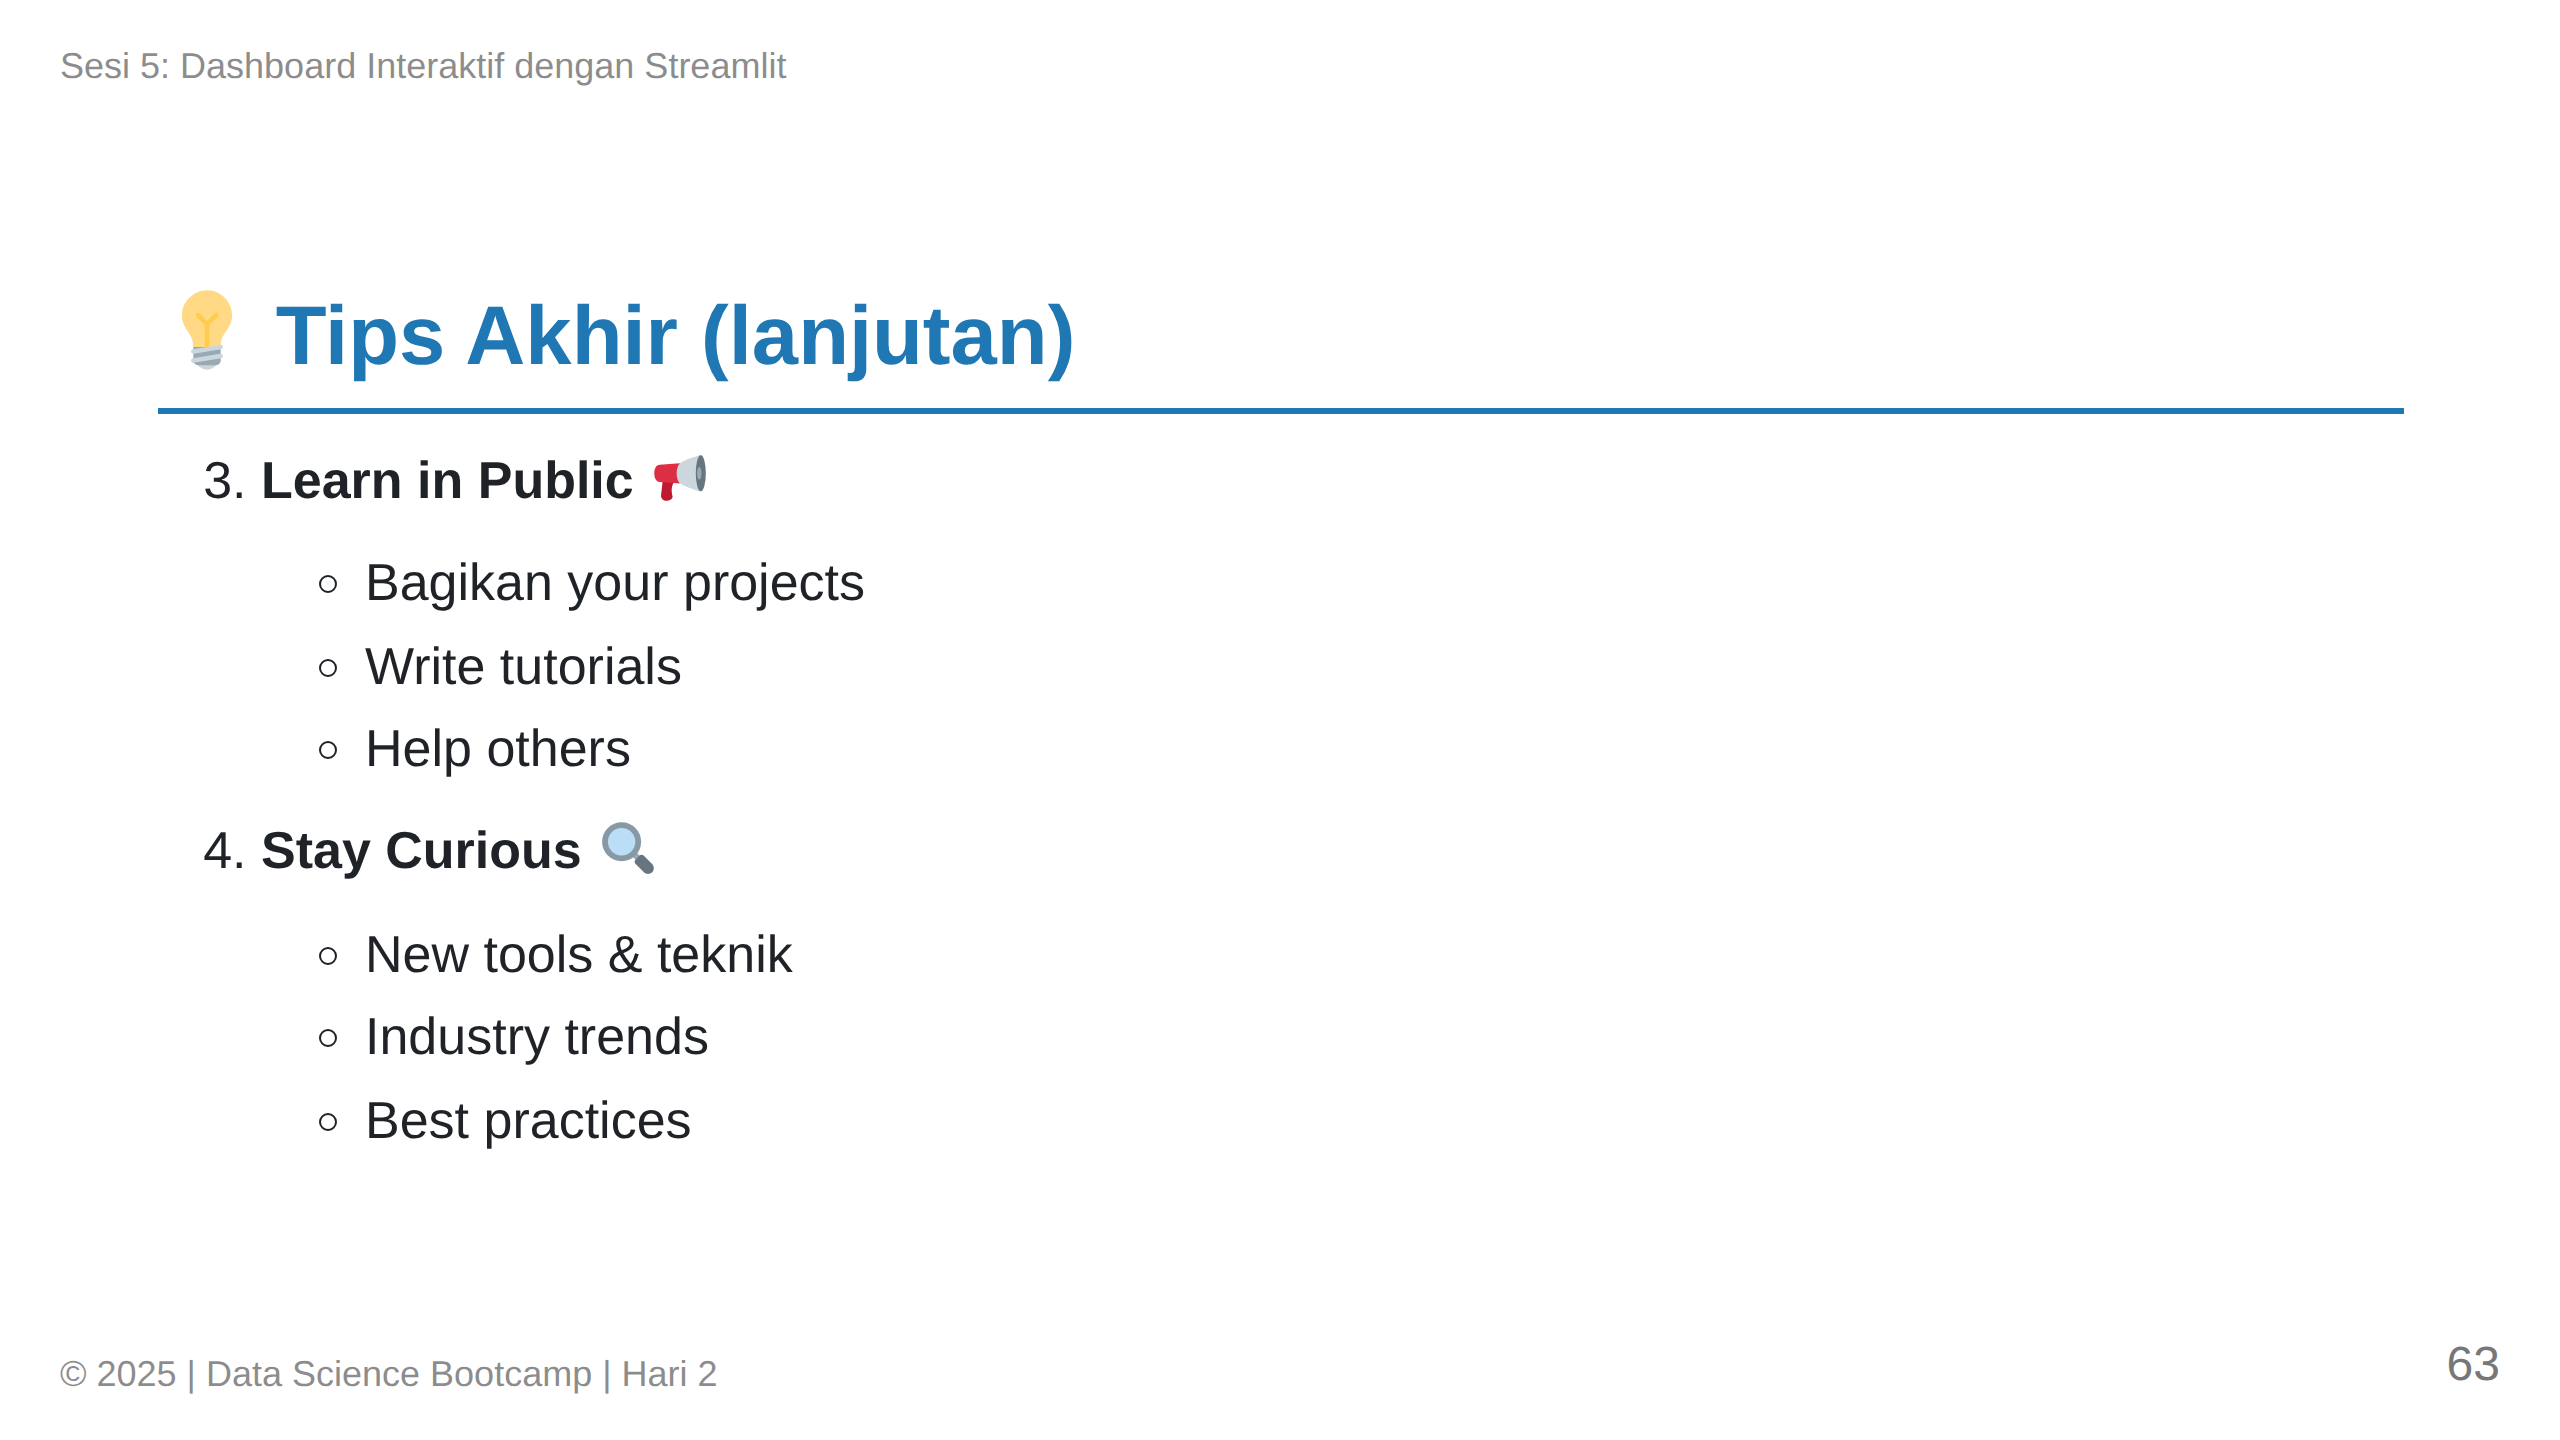 Sesi 5: Dashboard Interaktif dengan Streamlit
💡 Tips Akhir (lanjutan)
3. Learn in Public 📣
○ Bagikan your projects
○ Write tutorials
○ Help others
4. Stay Curious 🔍
○ New tools & teknik
○ Industry trends
○ Best practices
© 2025 | Data Science Bootcamp | Hari 2
63